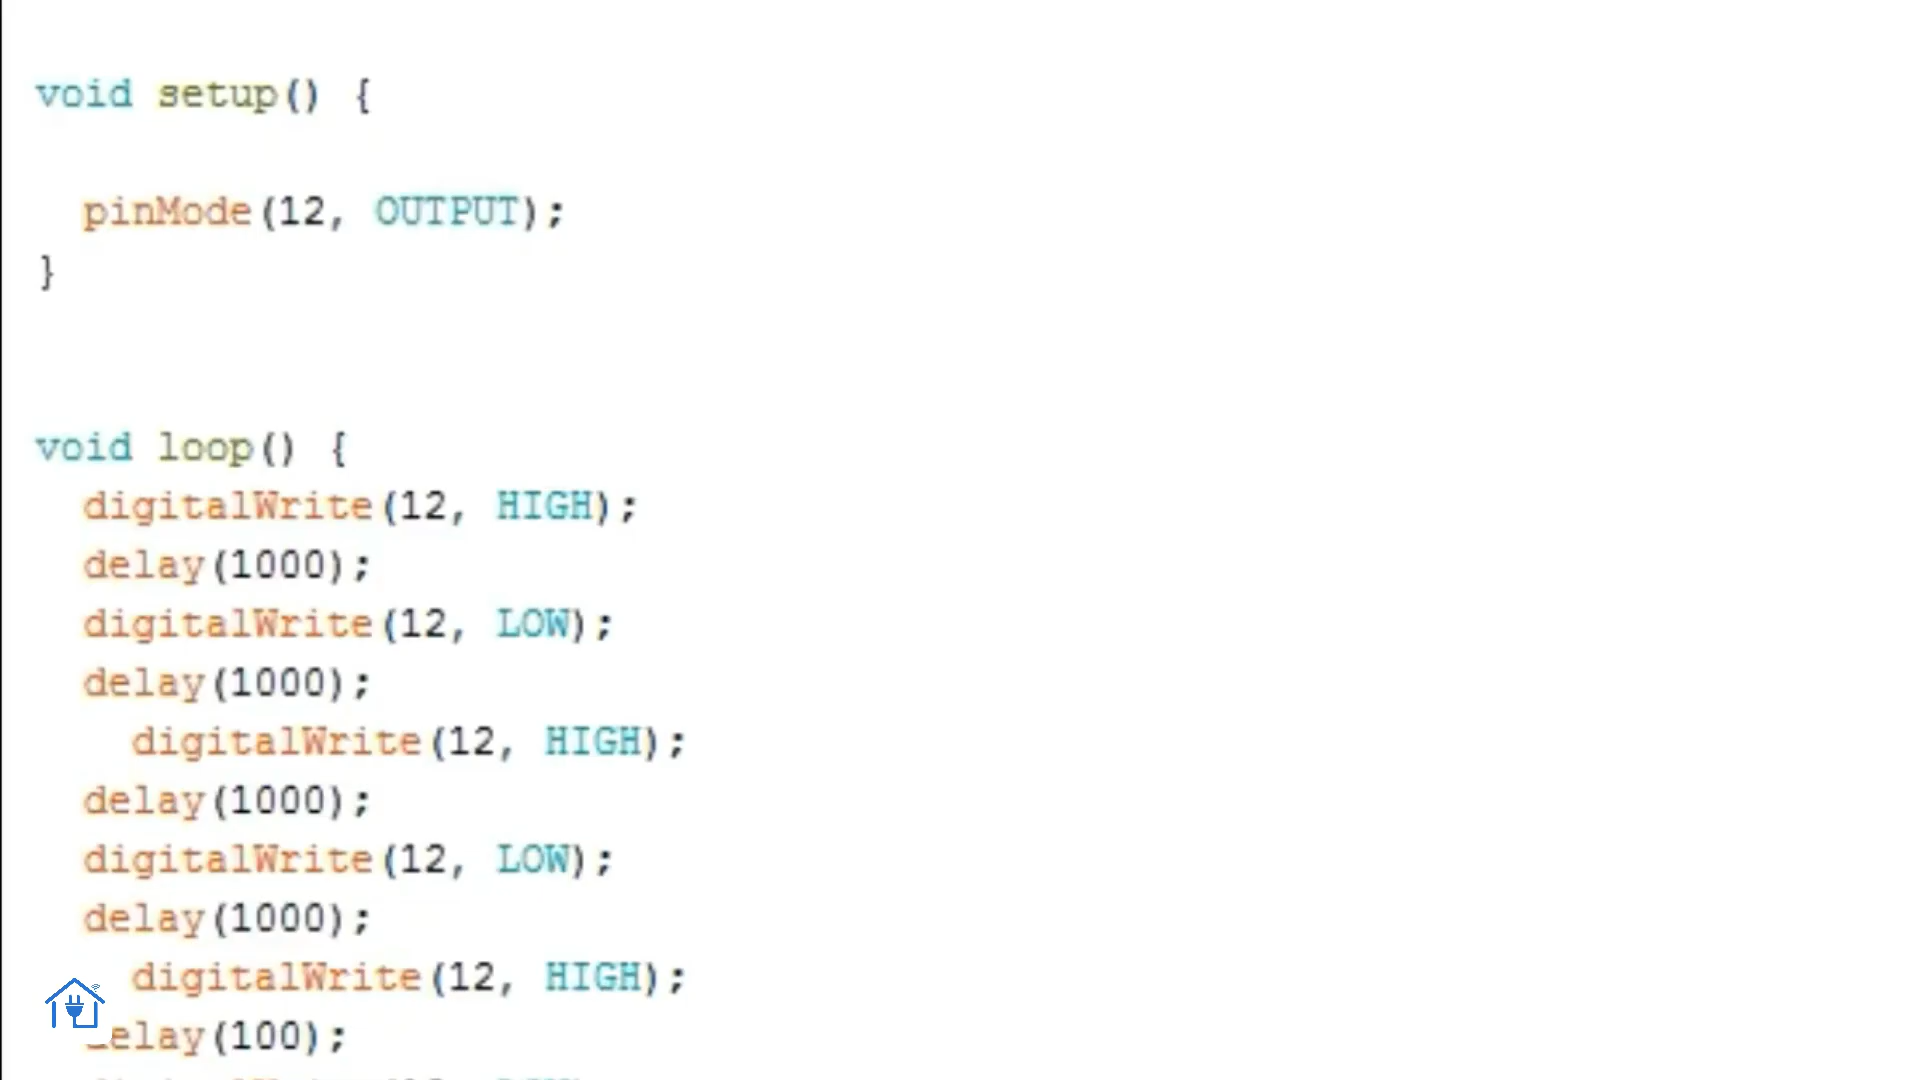 void setup() {
pinMode(12, OUTPUT);
}
void loop() {
digitalWrite(12, HIGH);
delay(1000);
digitalWrite(12, LOW);
delay(1000);
digitalWrite(12, HIGH);
delay(1000);
digitalWrite(12, LOW);
delay(1000);
digitalWrite(12, HIGH);
delay(100);